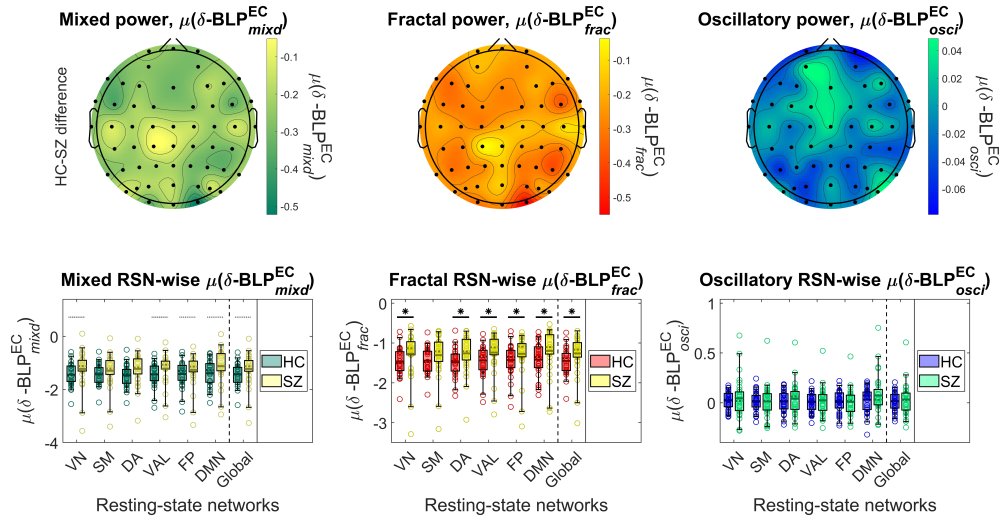 Mixed power, μ(δ-BLP^EC_mixd)
Fractal power, μ(δ-BLP^EC_frac)
Oscillatory power, μ(δ-BLP^EC_osci)
HC-SZ difference
-0.1
-0.2
-0.3
-0.4
-0.5
μ(δ -BLP^EC_mixd)
-0.1
-0.2
-0.3
-0.4
-0.5
μ(δ -BLP^EC_frac)
0.04
0.02
0
-0.02
-0.04
-0.06
μ(δ -BLP^EC_osci)
Mixed RSN-wise μ(δ-BLP^EC_mixd)
Fractal RSN-wise μ(δ-BLP^EC_frac)
Oscillatory RSN-wise μ(δ-BLP^EC_osci)
μ(δ -BLP^EC_mixd)
0
-2
-4
HC
SZ
VN
SM
DA
VAL
FP
DMN
Global
Resting-state networks
μ(δ -BLP^EC_frac)
0
-1
-2
-3
* * * * * *
HC
SZ
VN
SM
DA
VAL
FP
DMN
Global
Resting-state networks
μ(δ -BLP^EC_osci)
1
0.5
0
HC
SZ
VN
SM
DA
VAL
FP
DMN
Global
Resting-state networks